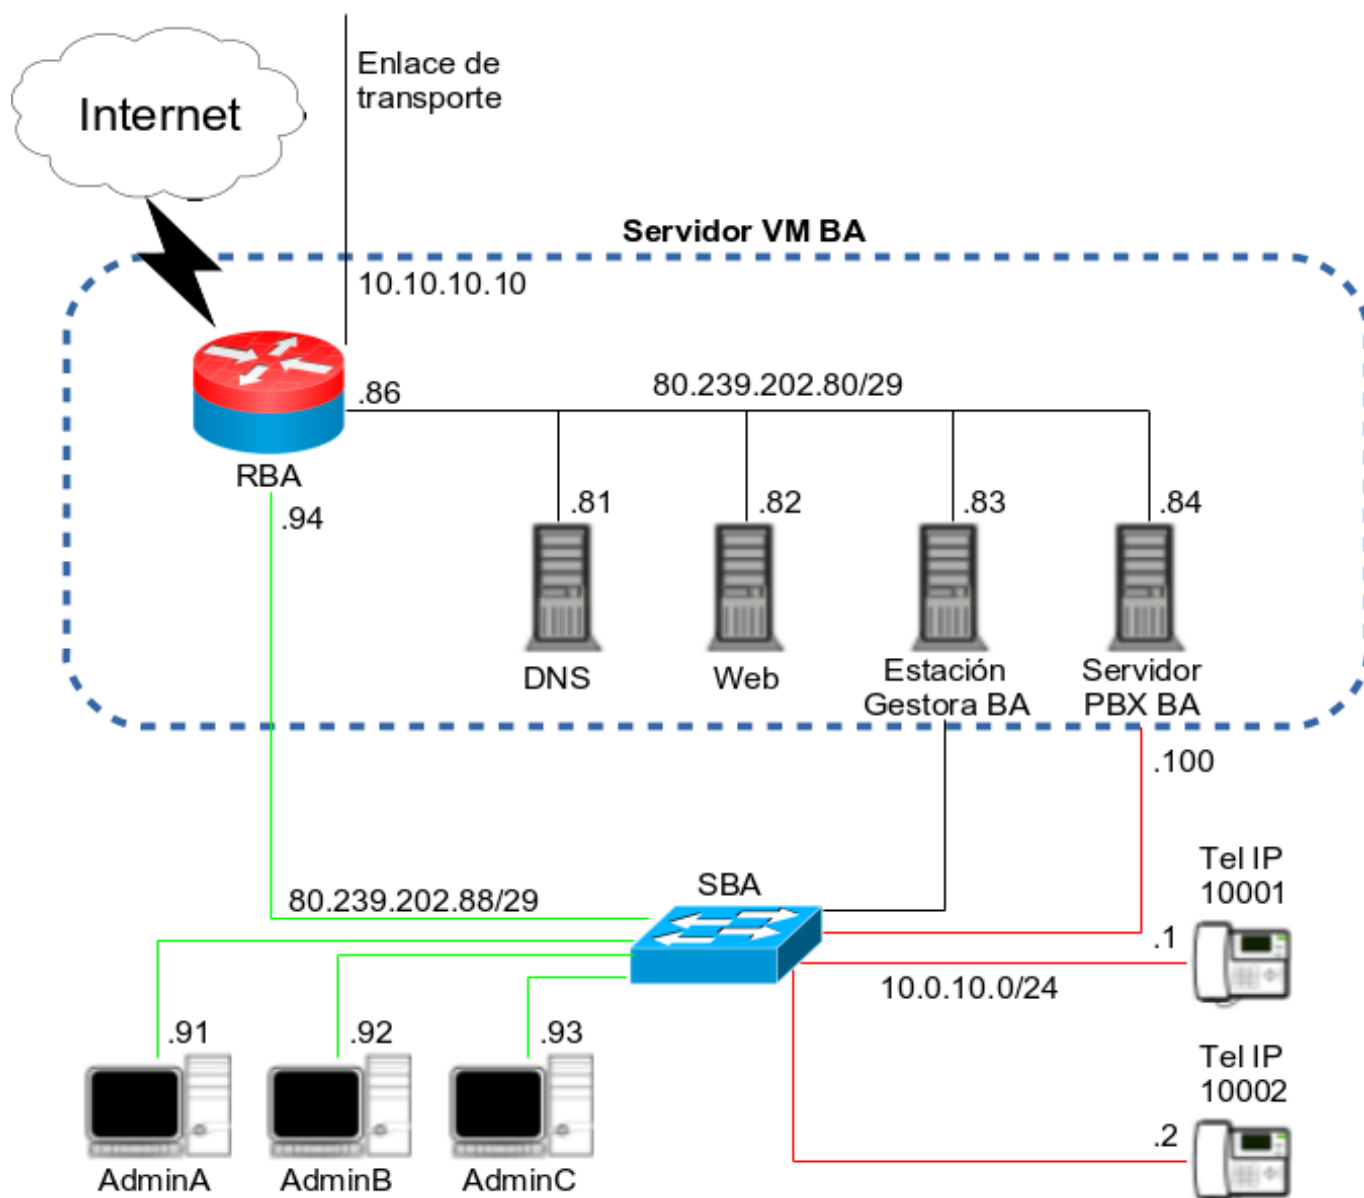 Enlace de
transporte
Internet
Servidor VM BA
10.10.10.10
.86
80.239.202.80/29
RBA
.94
.81
.82
.83
.84
DNS
Web
Estación
Gestora BA
Servidor
PBX BA
.100
Tel IP
10001
SBA
80.239.202.88/29
.1
10.0.10.0/24
.91
.92
.93
Tel IP
10002
.2
AdminA
AdminB
AdminC